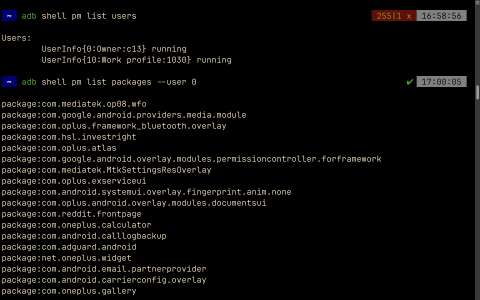 ~ adb shell pm list users 255|1 x 16:58:56
Users:
UserInfo{0:Owner:c13} running
UserInfo{10:Work profile:1030} running
~ adb shell pm list packages --user 0 ✔ 17:00:05
package:com.mediatek.op08.wfo
package:com.google.android.providers.media.module
package:com.oplus.framework_bluetooth.overlay
package:com.hsl.investright
package:com.oplus.atlas
package:com.google.android.overlay.modules.permissioncontroller.forframework
package:com.mediatek.MtkSettingsResOverlay
package:com.oplus.exserviceui
package:com.android.systemui.overlay.fingerprint.anim.none
package:com.android.overlay.modules.documentsui
package:com.reddit.frontpage
package:com.oneplus.calculator
package:com.android.calllogbackup
package:com.adguard.android
package:net.oneplus.widget
package:com.android.email.partnerprovider
package:com.android.carrierconfig.overlay
package:com.oneplus.gallery